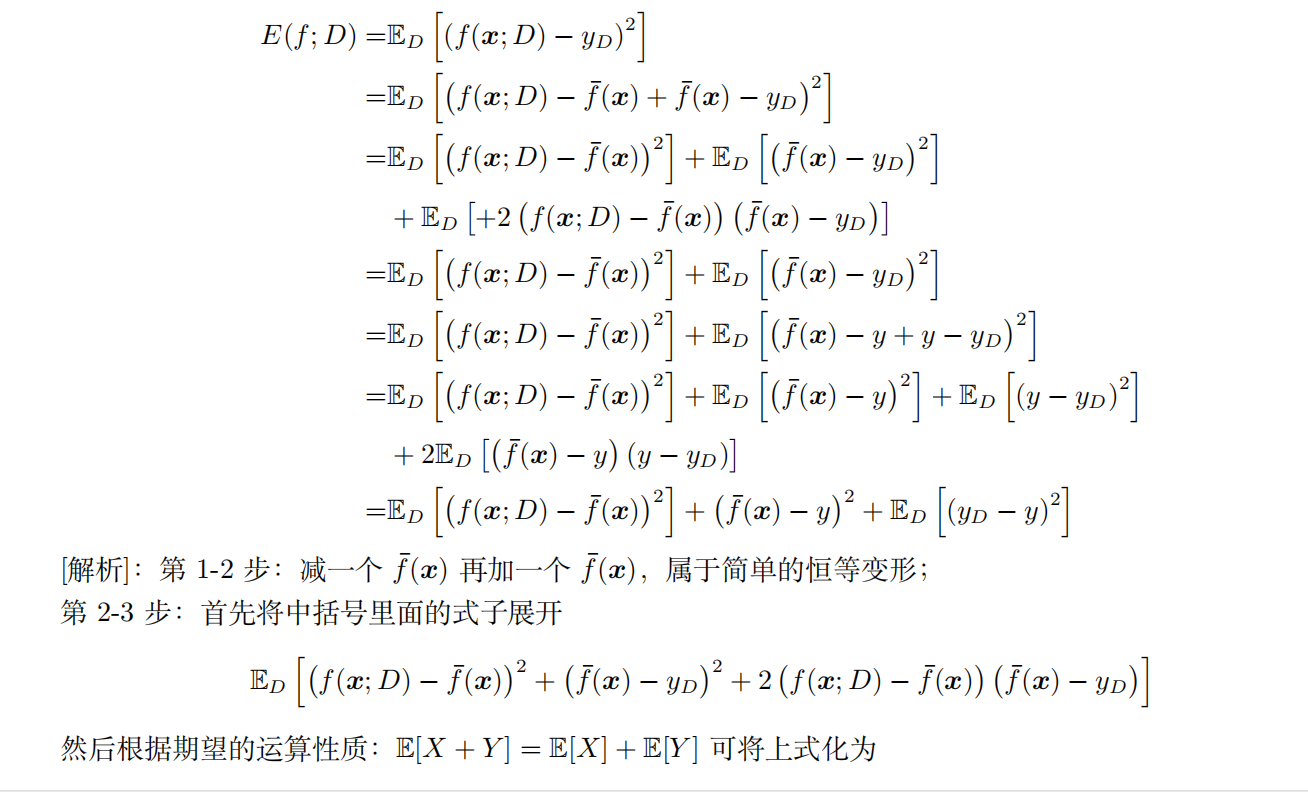 E(f; D) =𝔼_D [(f(𝒙; D) − y_D)²]
=𝔼_D [(f(𝒙; D) − f̄(𝒙) + f̄(𝒙) − y_D)²]
=𝔼_D [(f(𝒙; D) − f̄(𝒙))²] + 𝔼_D [(f̄(𝒙) − y_D)²]
+ 𝔼_D [+2 (f(𝒙; D) − f̄(𝒙)) (f̄(𝒙) − y_D)]
=𝔼_D [(f(𝒙; D) − f̄(𝒙))²] + 𝔼_D [(f̄(𝒙) − y_D)²]
=𝔼_D [(f(𝒙; D) − f̄(𝒙))²] + 𝔼_D [(f̄(𝒙) − y + y − y_D)²]
=𝔼_D [(f(𝒙; D) − f̄(𝒙))²] + 𝔼_D [(f̄(𝒙) − y)²] + 𝔼_D [(y − y_D)²]
+ 2𝔼_D [(f̄(𝒙) − y) (y − y_D)]
=𝔼_D [(f(𝒙; D) − f̄(𝒙))²] + (f̄(𝒙) − y)² + 𝔼_D [(y_D − y)²]
[解析]：第 1-2 步：减一个 f̄(𝒙) 再加一个 f̄(𝒙)，属于简单的恒等变形；
第 2-3 步：首先将中括号里面的式子展开
𝔼_D [(f(𝒙; D) − f̄(𝒙))² + (f̄(𝒙) − y_D)² + 2 (f(𝒙; D) − f̄(𝒙)) (f̄(𝒙) − y_D)]
然后根据期望的运算性质：𝔼[X + Y] = 𝔼[X] + 𝔼[Y] 可将上式化为